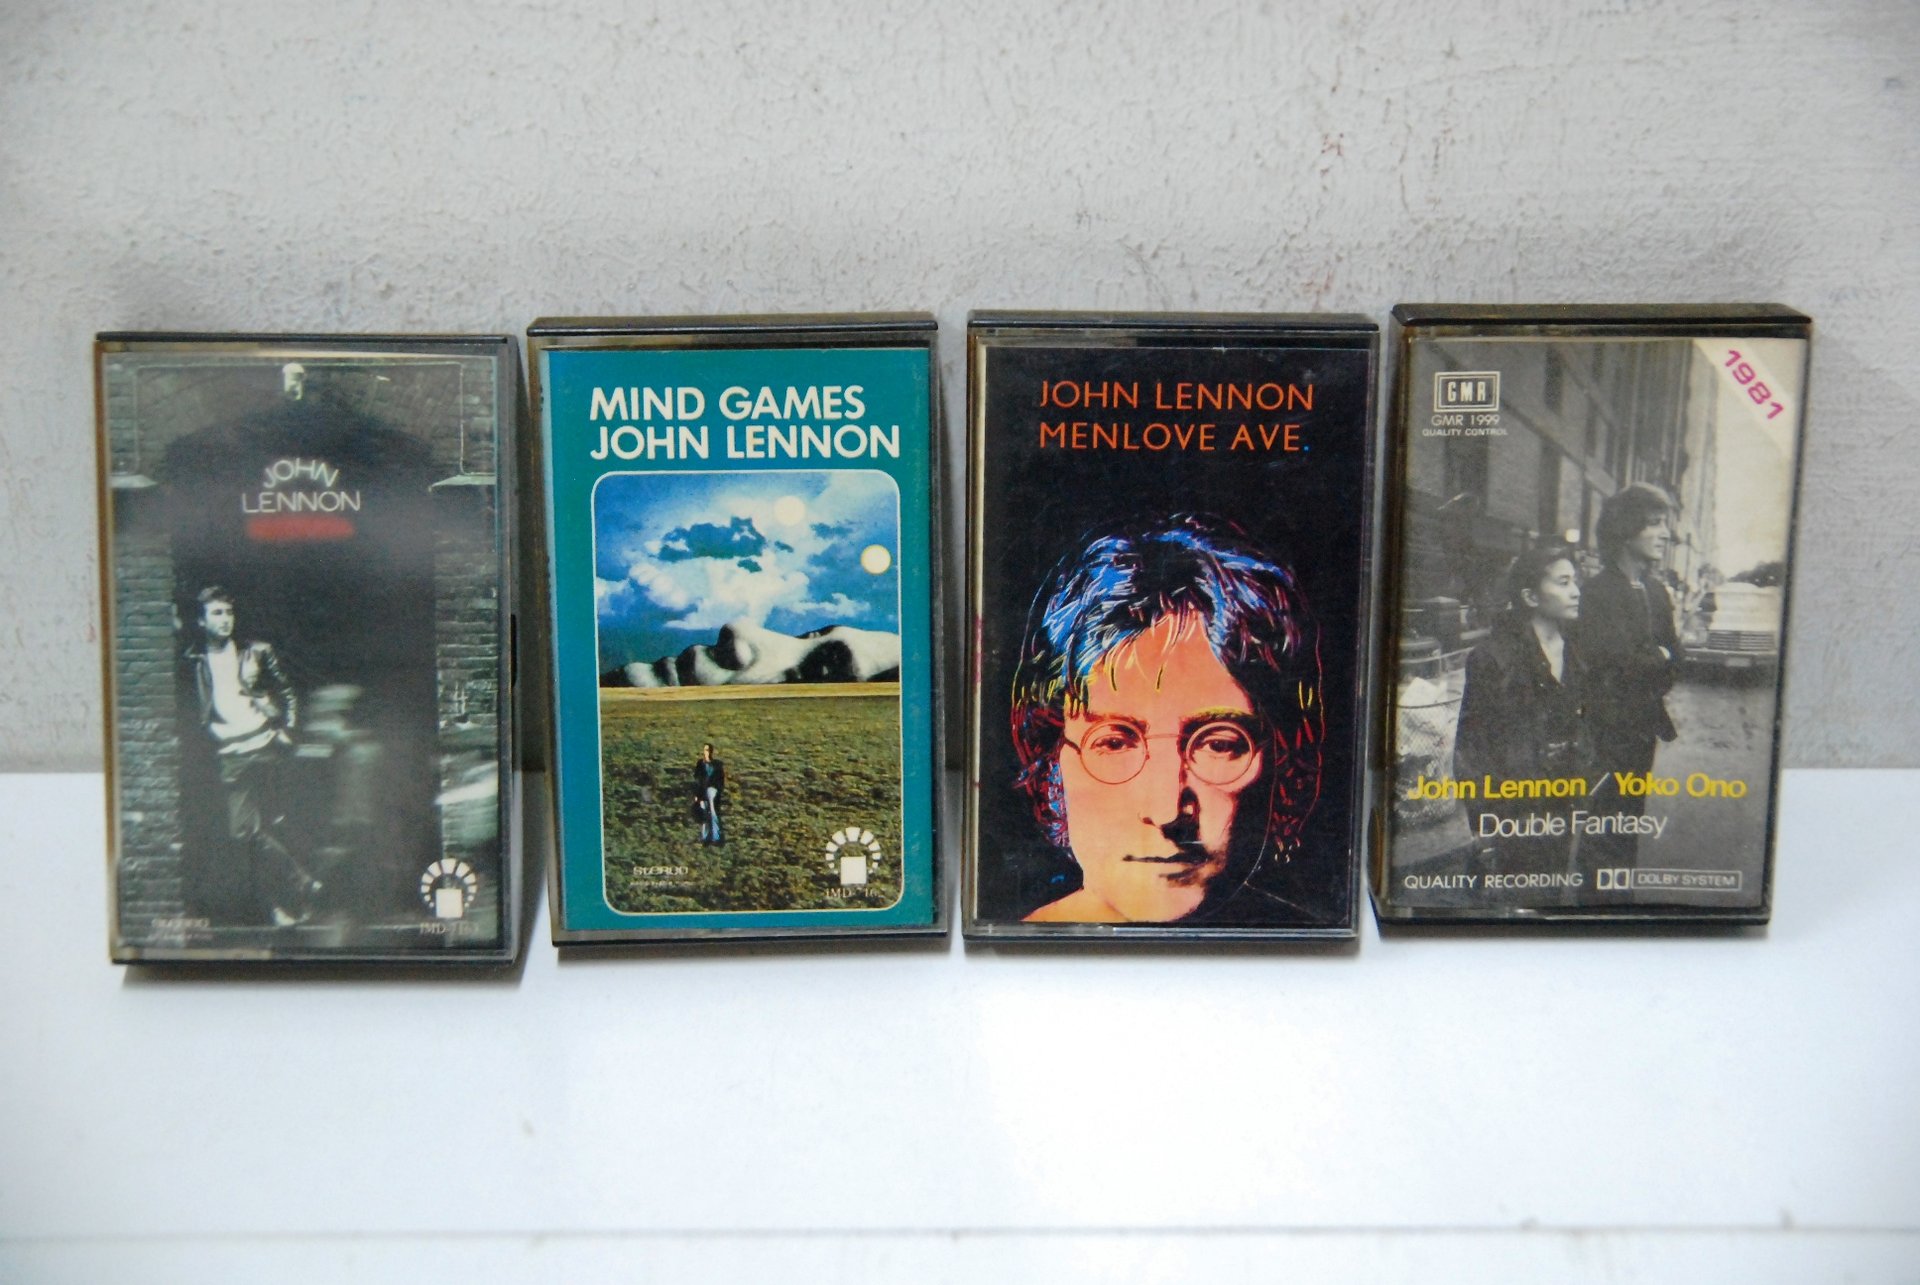 JOHN
LENNON
MIND GAMES
JOHN LENNON
STEREO
JOHN LENNON
MENLOVE AVE.
1981
GMR
GMR 1999
QUALITY CONTROL
John Lennon / Yoko Ono
Double Fantasy
QUALITY RECORDING DOLBY SYSTEM